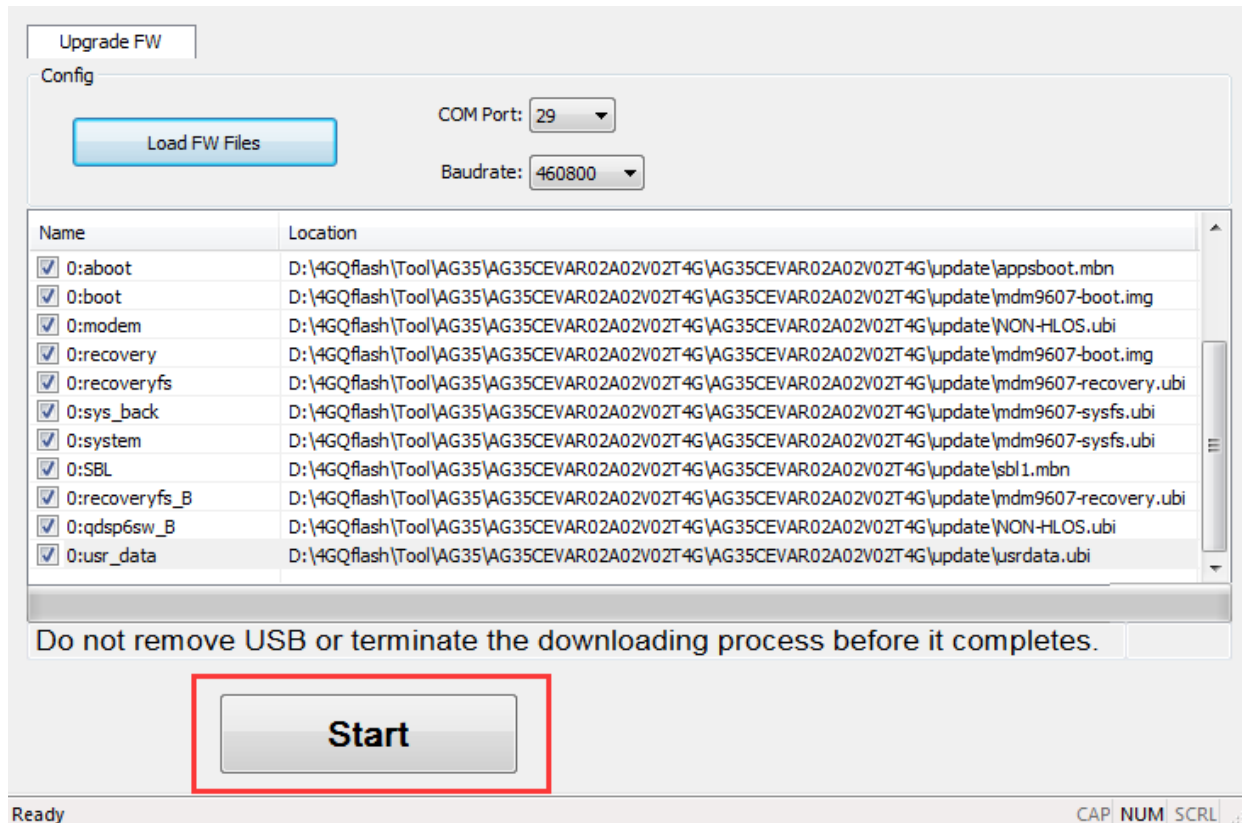 Upgrade FW
Config
Load FW Files
COM Port: 29
Baudrate: 460800
Name Location
0:aboot D:\4GQflash\Tool\AG35\AG35CEVAR02A02V02T4G\AG35CEVAR02A02V02T4G\update\appsboot.mbn
0:boot D:\4GQflash\Tool\AG35\AG35CEVAR02A02V02T4G\AG35CEVAR02A02V02T4G\update\mdm9607-boot.img
0:modem D:\4GQflash\Tool\AG35\AG35CEVAR02A02V02T4G\AG35CEVAR02A02V02T4G\update\NON-HLOS.ubi
0:recovery D:\4GQflash\Tool\AG35\AG35CEVAR02A02V02T4G\AG35CEVAR02A02V02T4G\update\mdm9607-boot.img
0:recoveryfs D:\4GQflash\Tool\AG35\AG35CEVAR02A02V02T4G\AG35CEVAR02A02V02T4G\update\mdm9607-recovery.ubi
0:sys_back D:\4GQflash\Tool\AG35\AG35CEVAR02A02V02T4G\AG35CEVAR02A02V02T4G\update\mdm9607-sysfs.ubi
0:system D:\4GQflash\Tool\AG35\AG35CEVAR02A02V02T4G\AG35CEVAR02A02V02T4G\update\mdm9607-sysfs.ubi
0:SBL D:\4GQflash\Tool\AG35\AG35CEVAR02A02V02T4G\AG35CEVAR02A02V02T4G\update\sbl1.mbn
0:recoveryfs_B D:\4GQflash\Tool\AG35\AG35CEVAR02A02V02T4G\AG35CEVAR02A02V02T4G\update\mdm9607-recovery.ubi
0:qdsp6sw_B D:\4GQflash\Tool\AG35\AG35CEVAR02A02V02T4G\AG35CEVAR02A02V02T4G\update\NON-HLOS.ubi
0:usr_data D:\4GQflash\Tool\AG35\AG35CEVAR02A02V02T4G\AG35CEVAR02A02V02T4G\update\usrdata.ubi
Do not remove USB or terminate the downloading process before it completes.
Start
Ready CAP NUM SCRL